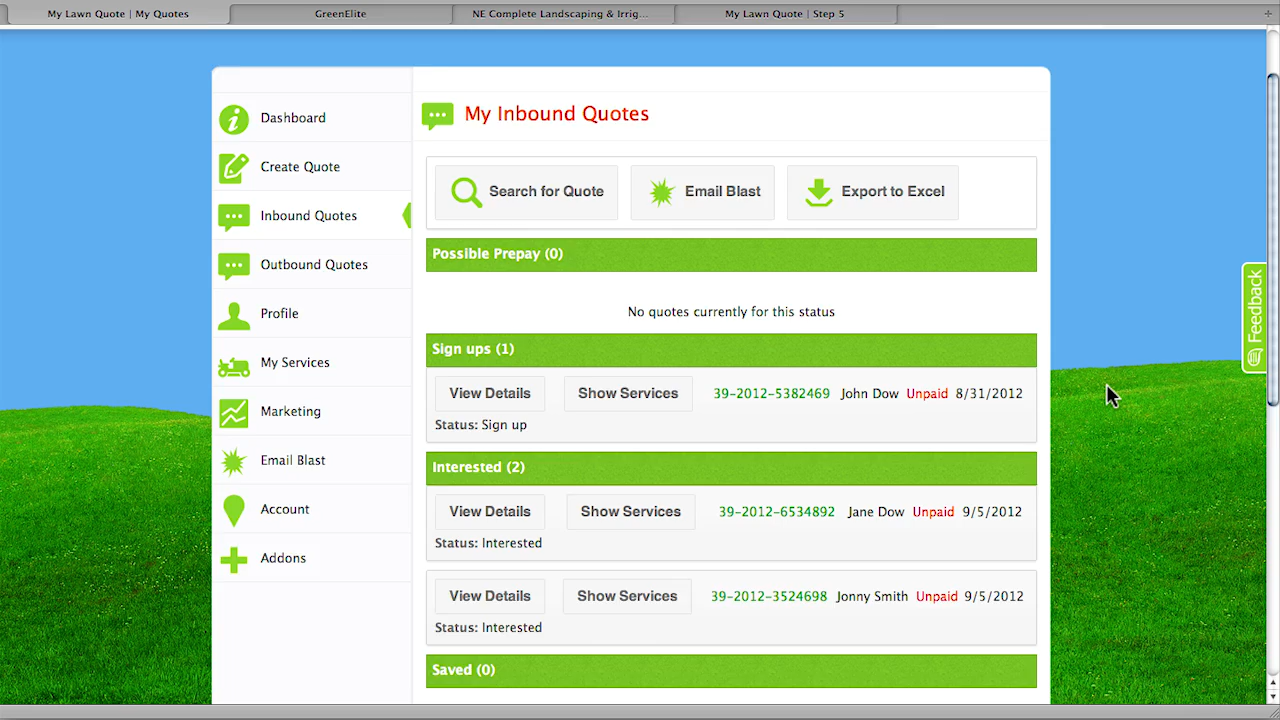 My Lawn Quote | My Quotes
GreenElite
NE Complete Landscaping & Irrig...
My Lawn Quote | Step 5
Dashboard
Create Quote
Inbound Quotes
Outbound Quotes
Profile
My Services
Marketing
Email Blast
Account
Addons
My Inbound Quotes
Search for Quote
Email Blast
Export to Excel
Possible Prepay (0)
No quotes currently for this status
Sign ups (1)
View Details Show Services 39-2012-5382469 John Dow Unpaid 8/31/2012
Status: Sign up
Interested (2)
View Details Show Services 39-2012-6534892 Jane Dow Unpaid 9/5/2012
Status: Interested
View Details Show Services 39-2012-3524698 Jonny Smith Unpaid 9/5/2012
Status: Interested
Saved (0)
Feedback